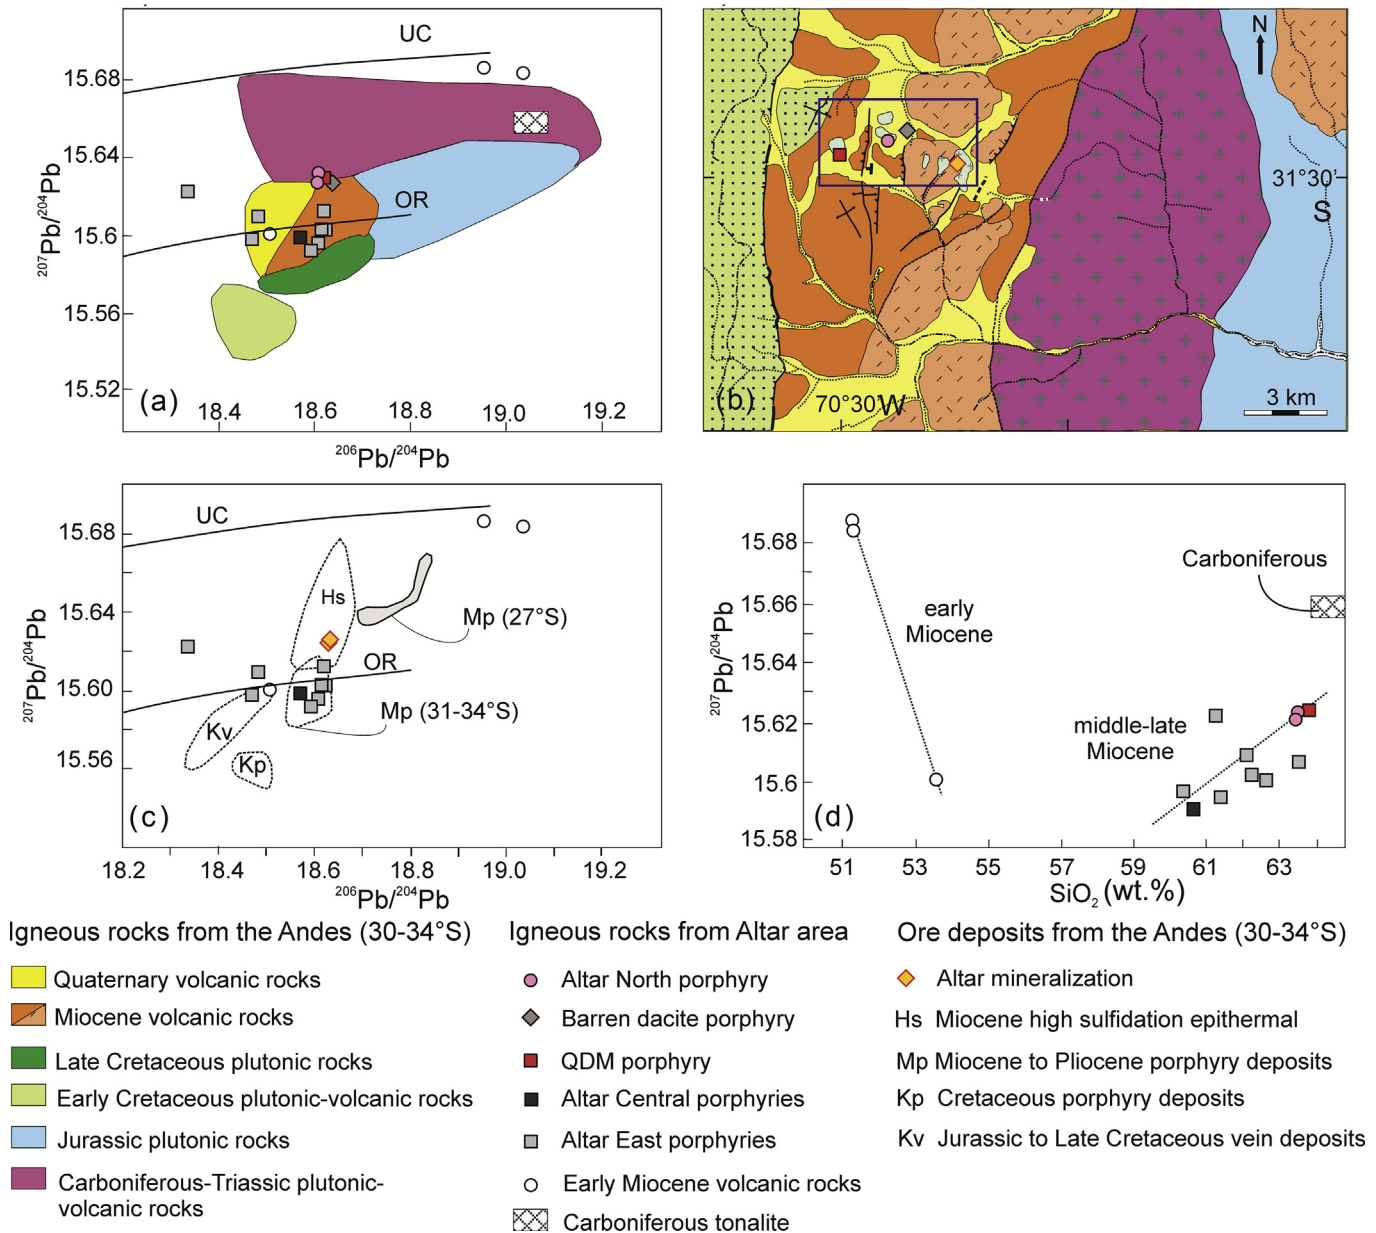 UC
15.68
15.64
OR
15.6
15.56
15.52
²⁰⁷Pb/²⁰⁴Pb
(a)
18.4 18.6 18.8 19.0 19.2
²⁰⁶Pb/²⁰⁴Pb
N
31°30'
S
(b)
70°30'W
3 km
UC
15.68
Hs
15.64
Mp (27°S)
OR
15.60
Mp (31-34°S)
Kv
15.56
Kp
²⁰⁷Pb/²⁰⁴Pb
(c)
18.2 18.4 18.6 18.8 19.0 19.2
²⁰⁶Pb/²⁰⁴Pb
15.68
Carboniferous
15.66
early
Miocene
15.64
15.62
middle-late
Miocene
15.6
15.58
²⁰⁷Pb/²⁰⁴Pb
(d)
51 53 55 57 59 61 63
SiO₂ (wt.%)
Igneous rocks from the Andes (30-34°S)
Quaternary volcanic rocks
Miocene volcanic rocks
Late Cretaceous plutonic rocks
Early Cretaceous plutonic-volcanic rocks
Jurassic plutonic rocks
Carboniferous-Triassic plutonic-
volcanic rocks
Igneous rocks from Altar area
Altar North porphyry
Barren dacite porphyry
QDM porphyry
Altar Central porphyries
Altar East porphyries
Early Miocene volcanic rocks
Carboniferous tonalite
Ore deposits from the Andes (30-34°S)
Altar mineralization
Hs Miocene high sulfidation epithermal
Mp Miocene to Pliocene porphyry deposits
Kp Cretaceous porphyry deposits
Kv Jurassic to Late Cretaceous vein deposits